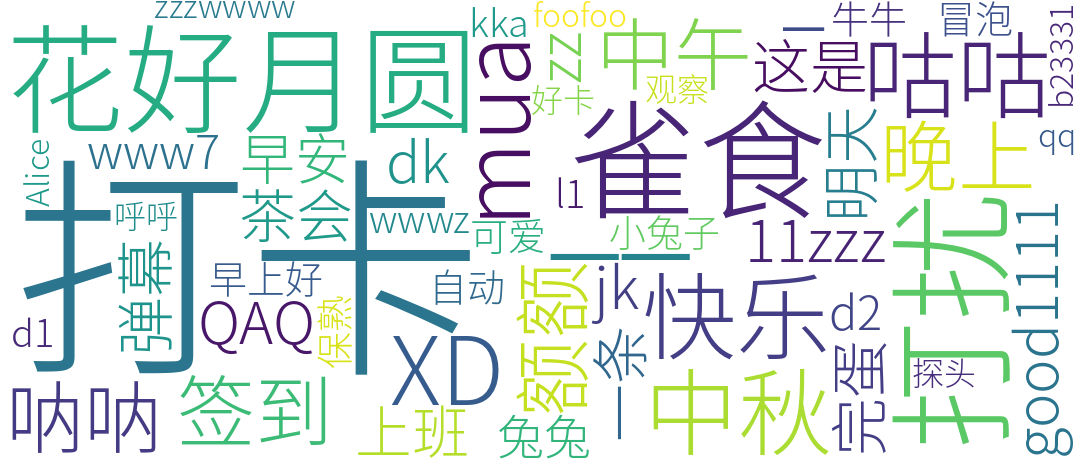 zzzwwww
kka
foofoo
牛牛
冒泡
花好月圆
mua
zz
中午
一
这是
咕咕
b23331
观察
好卡
雀食
www7
早安
dk
Alice
l1
明天
晚上
qq
打卡
呼呼
茶会
wwwz
可爱
小兔子
一一
11zzz
打扰
good1111
弹幕
早上好
自动
额额
jk
快乐
d2
d1
QAQ
保熟
XD
一条
完蛋
探头
呐呐
签到
上班
兔兔
中秋